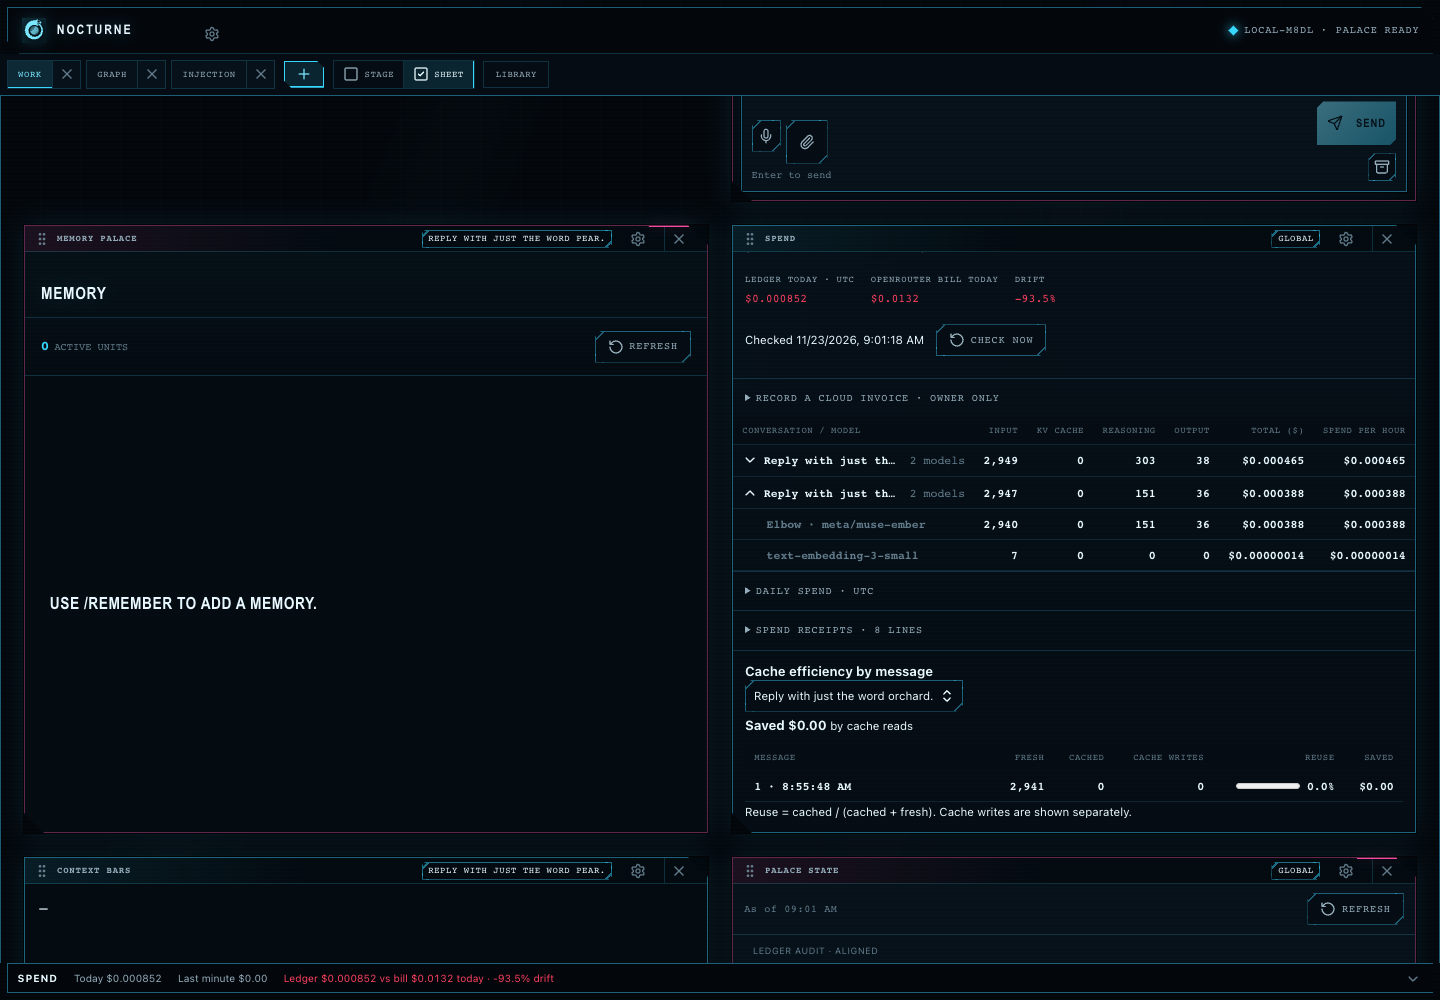 NOCTURNE
LOCAL-M8DL · PALACE READY
WORK
GRAPH
INJECTION
STAGE
SHEET
LIBRARY
SEND
Enter to send
MEMORY PALACE
REPLY WITH JUST THE WORD PEAR.
MEMORY
0 ACTIVE UNITS
REFRESH
USE /REMEMBER TO ADD A MEMORY.
SPEND
GLOBAL
LEDGER TODAY · UTC OPENROUTER BILL TODAY DRIFT
$0.000852 $0.0132 -93.5%
Checked 11/23/2026, 9:01:18 AM CHECK NOW
RECORD A CLOUD INVOICE · OWNER ONLY
CONVERSATION / MODEL INPUT KV CACHE REASONING OUTPUT TOTAL ($) SPEND PER HOUR
Reply with just th… 2 models 2,949 0 303 38 $0.000465 $0.000465
Reply with just th… 2 models 2,947 0 151 36 $0.000388 $0.000388
Elbow · meta/muse-ember 2,940 0 151 36 $0.000388 $0.000388
text-embedding-3-small 7 0 0 0 $0.00000014 $0.00000014
DAILY SPEND · UTC
SPEND RECEIPTS · 8 LINES
Cache efficiency by message
Reply with just the word orchard.
Saved $0.00 by cache reads
MESSAGE FRESH CACHED CACHE WRITES REUSE SAVED
1 · 8:55:48 AM 2,941 0 0 0.0% $0.00
Reuse = cached / (cached + fresh). Cache writes are shown separately.
CONTEXT BARS
REPLY WITH JUST THE WORD PEAR.
—
PALACE STATE
GLOBAL
As of 09:01 AM
REFRESH
LEDGER AUDIT · ALIGNED
SPEND Today $0.000852 Last minute $0.00 Ledger $0.000852 vs bill $0.0132 today · -93.5% drift